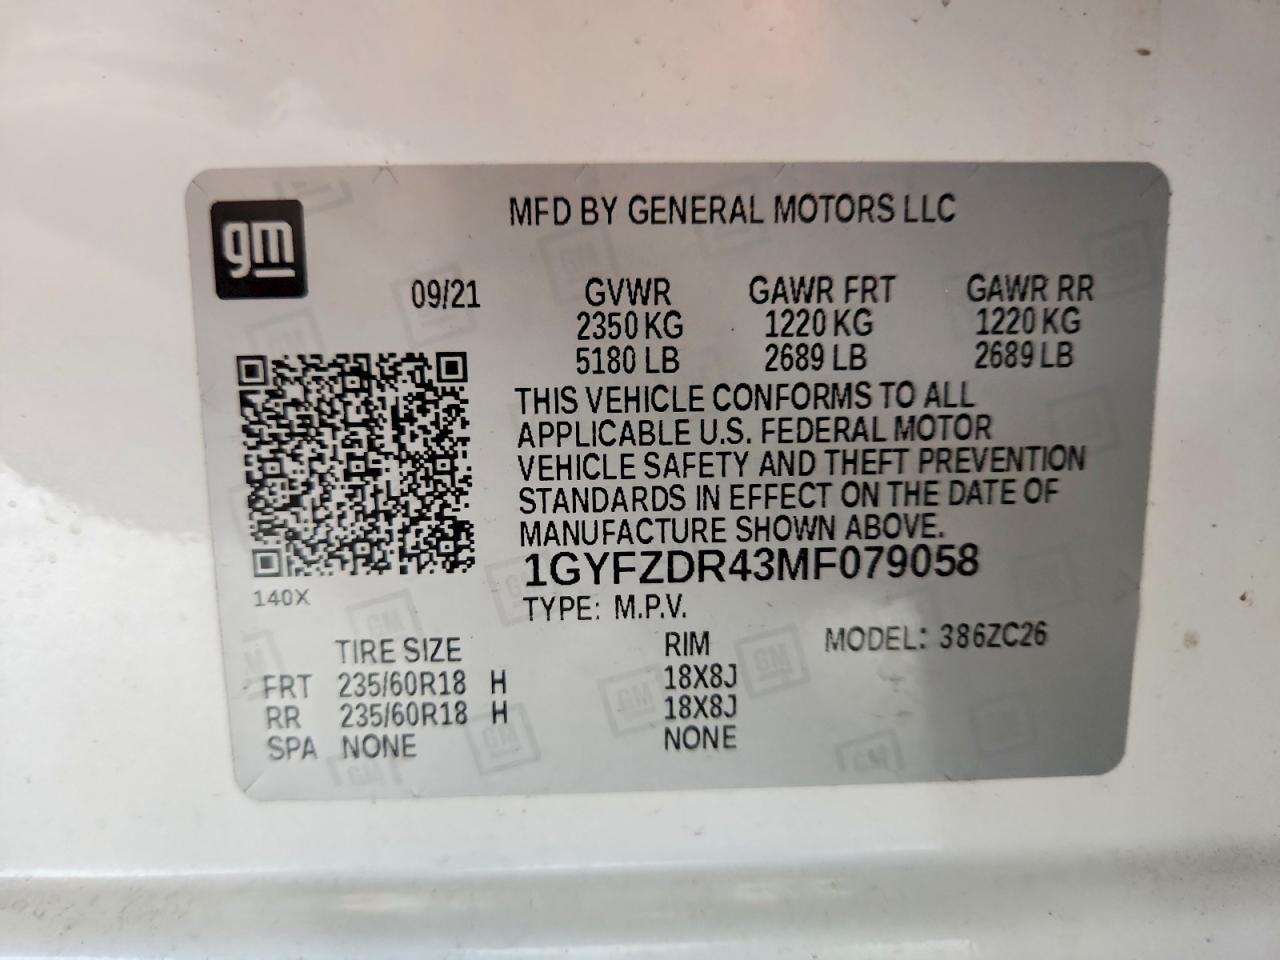 gm
MFD BY GENERAL MOTORS LLC
09/21 GVWR GAWR FRT GAWR RR
2350 KG 1220 KG 1220 KG
5180 LB 2689 LB 2689 LB
THIS VEHICLE CONFORMS TO ALL
APPLICABLE U.S. FEDERAL MOTOR
VEHICLE SAFETY AND THEFT PREVENTION
STANDARDS IN EFFECT ON THE DATE OF
MANUFACTURE SHOWN ABOVE.
1GYFZDR43MF079058
140X
TYPE: M.P.V.
TIRE SIZE RIM MODEL: 386ZC26
FRT 235/60R18 H 18X8J
RR 235/60R18 H 18X8J
SPA NONE NONE